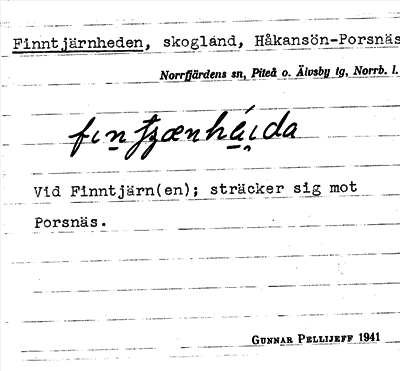 Finntjärnheden, skogland, Håkansön-Porsnäs
Norrfjärdens sn, Piteå o. Älvsby tg, Norrb. l.
Vid Finntjärn(en); sträcker sig mot
Porsnäs.
GUNNAR PELLIJEFF 1941